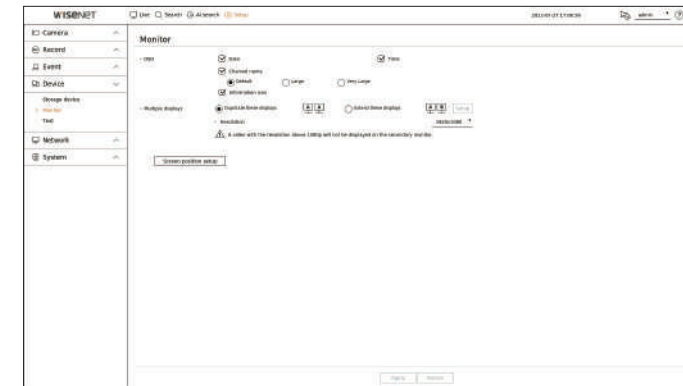 WISENET
Live Search AI search Setup
admin
Camera
Record
Event
Device
Storage device
Monitor
Text
Network
System
Monitor
OSD
Date
Time
Channel name
Default
Large
Very Large
Information icon
Multiple displays
Duplicate these displays
Extend these displays
Setup
Resolution
1920x1080
A video with the resolution above 1080p will not be displayed on the secondary monitor.
Screen position setup
Apply